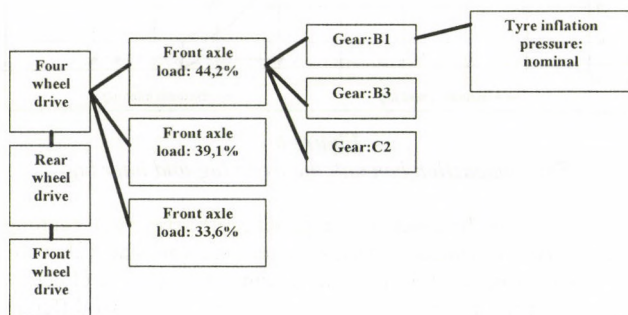 Four
wheel
drive
Rear
wheel
drive
Front
wheel
drive
Front axle
load: 44,2%
Front axle
load: 39,1%
Front axle
load: 33,6%
Gear:B1
Gear:B3
Gear:C2
Tyre inflation
pressure:
nominal